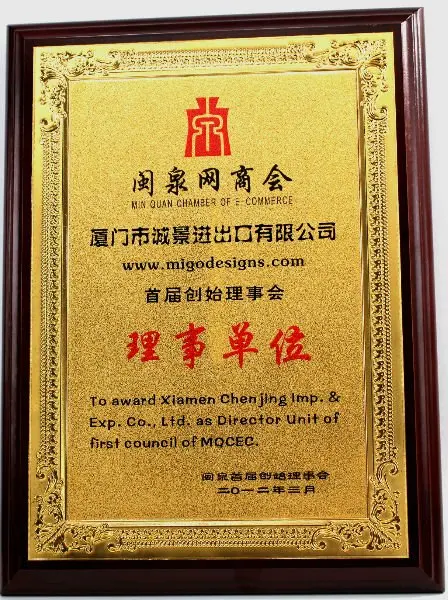 闽泉网商会
MIN QUAN CHAMBER OF E-COMMERCE
厦门市诚景进出口有限公司
www.migodesigns.com
首届创始理事会
理事单位
To award Xiamen Chenjing Imp. &
Exp. Co., Ltd. as Director Unit of
first council of MQCEC.
闽泉首届创始理事会
二〇一二年三月